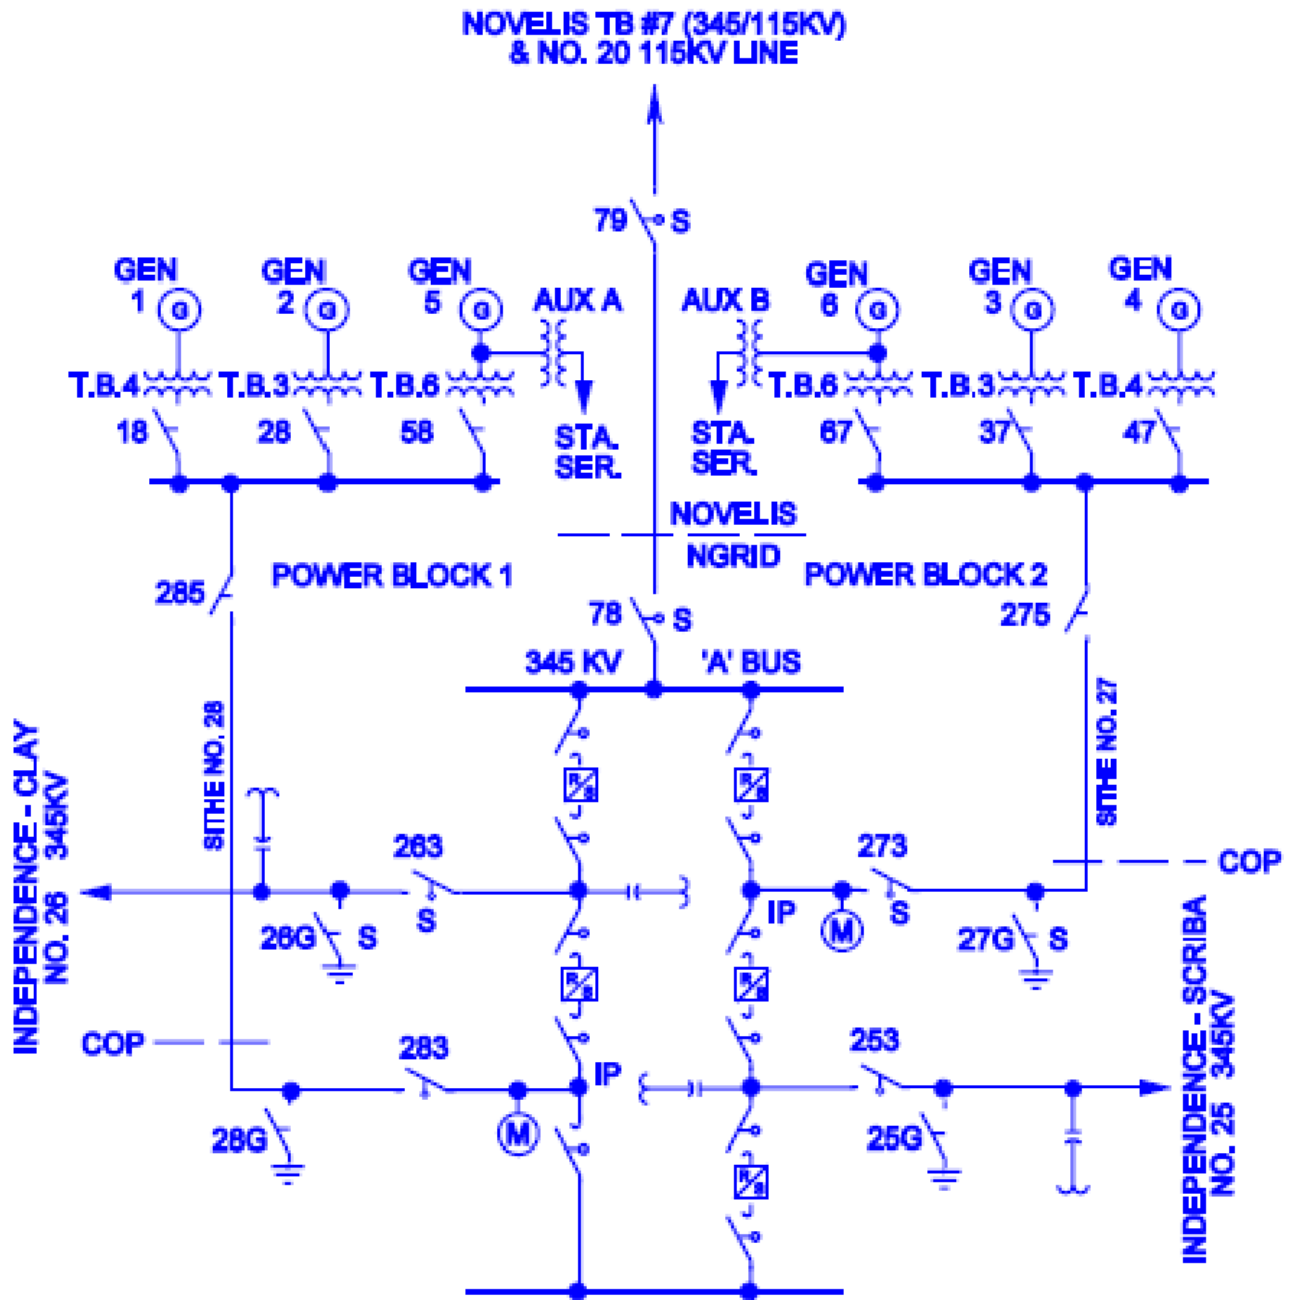 NOVELIS TB #7 (345/115KV)
& NO. 20 115KV LINE
79 S
GEN
1
G
GEN
2
G
GEN
5
G
AUX A
AUX B
GEN
6
G
GEN
3
G
GEN
4
G
T.B.4
T.B.3
T.B.6
T.B.6
T.B.3
T.B.4
18
28
58
STA.
SER.
STA.
SER.
67
37
47
NOVELIS
NGRID
POWER BLOCK 1
POWER BLOCK 2
285
78 S
275
345 KV 'A' BUS
SITHE NO. 28
SITHE NO. 27
INDEPENDENCE - CLAY
NO. 26 345KV
R/S
R/S
263
S
273
S
COP
26G S
IP
M
27G S
R/S
R/S
COP
283
IP
253
INDEPENDENCE - SCRIBA
NO. 25 345KV
28G
M
25G
R/S